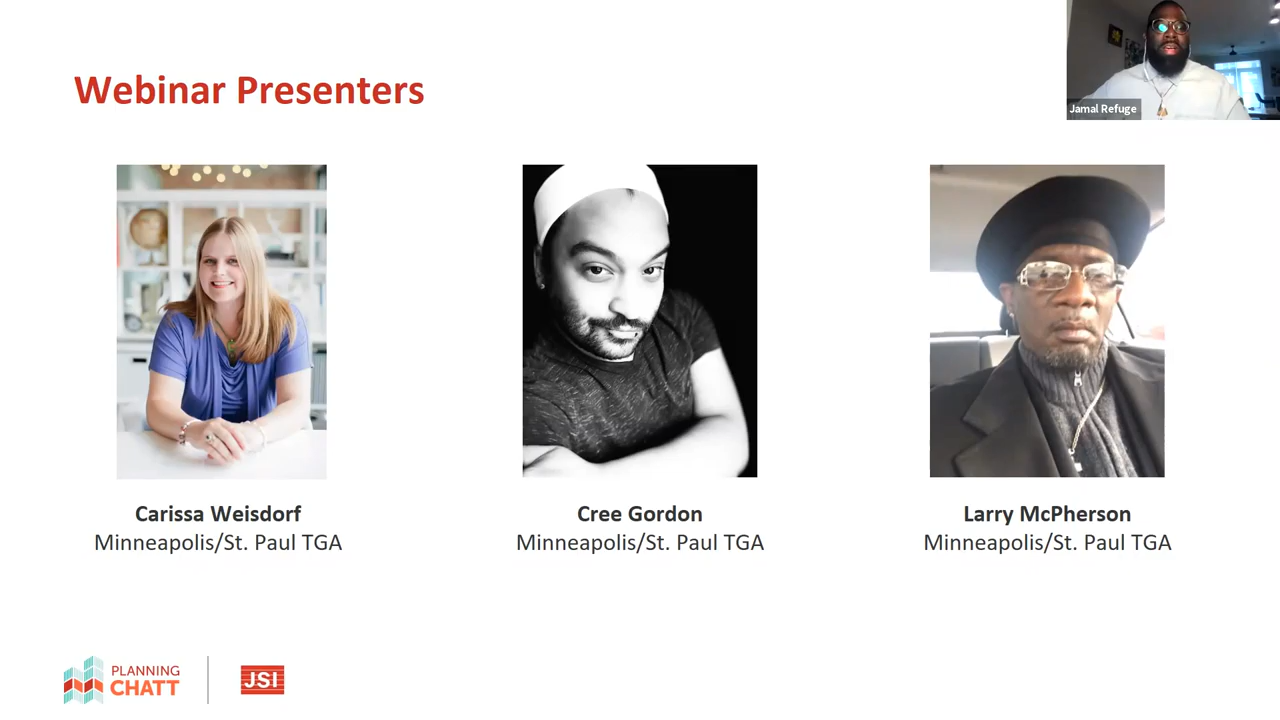 Webinar Presenters
Jamal Refuge
Carissa Weisdorf
Minneapolis/St. Paul TGA
Cree Gordon
Minneapolis/St. Paul TGA
Larry McPherson
Minneapolis/St. Paul TGA
PLANNING
CHATT
JSI